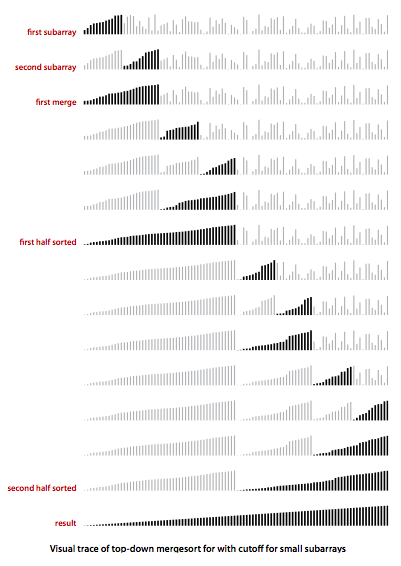 first subarray
second subarray
first merge
first half sorted
second half sorted
result
Visual trace of top-down mergesort for with cutoff for small subarrays